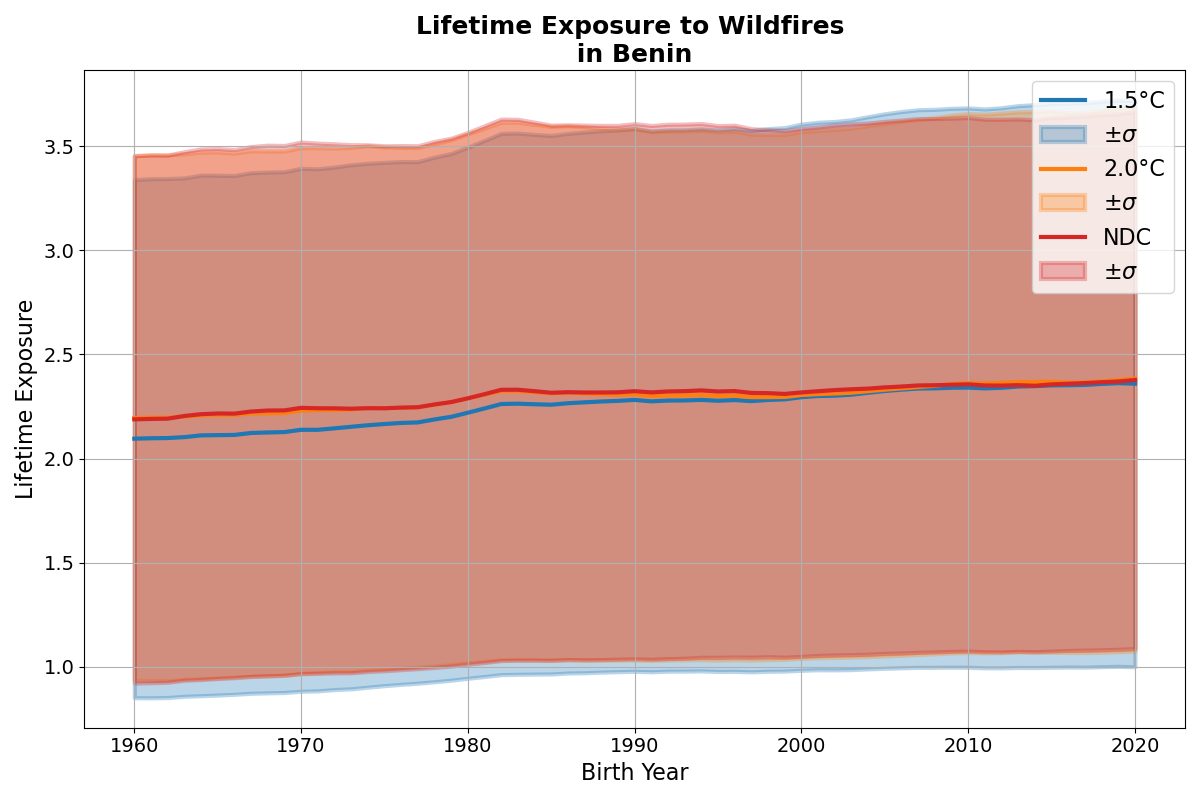 Lifetime Exposure to Wildfires
in Benin
Lifetime Exposure
3.5
3.0
2.5
2.0
1.5
1.0
1960
1970
1980
1990
2000
2010
2020
Birth Year
1.5°C
±σ
2.0°C
±σ
NDC
±σ